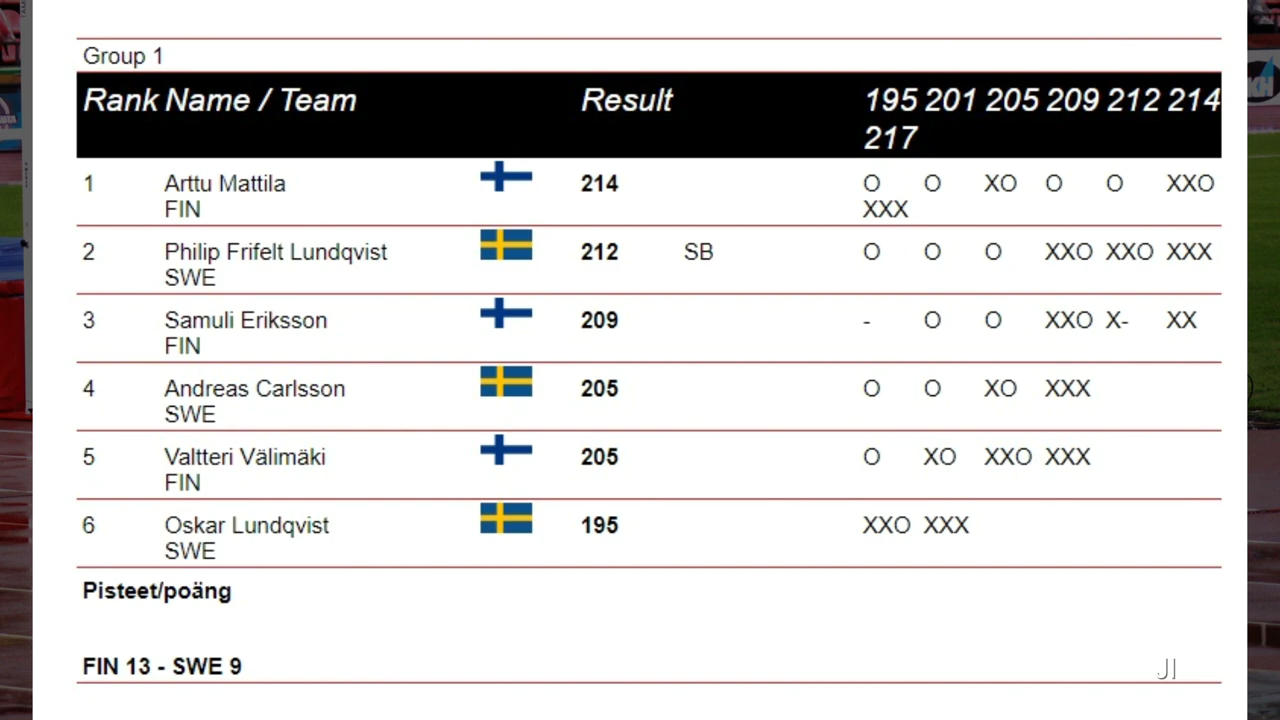 Group 1
Rank Name / Team Result 195 201 205 209 212 214
217
1 Arttu Mattila 214 O O XO O O XXO
FIN XXX
2 Philip Frifelt Lundqvist 212 SB O O O XXO XXO XXX
SWE
3 Samuli Eriksson 209 - O O XXO X- XX
FIN
4 Andreas Carlsson 205 O O XO XXX
SWE
5 Valtteri Välimäki 205 O XO XXO XXX
FIN
6 Oskar Lundqvist 195 XXO XXX
SWE
Pisteet/poäng
FIN 13 - SWE 9
JI